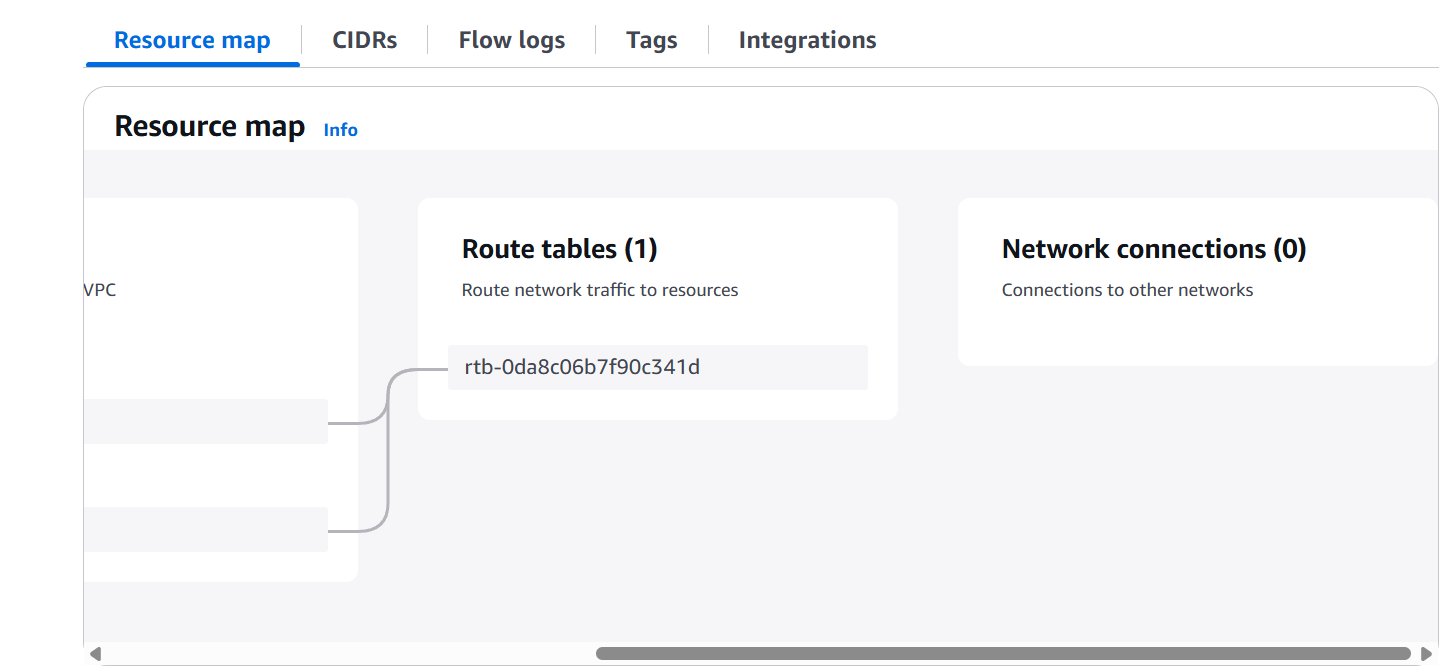 Resource map
CIDRs
Flow logs
Tags
Integrations
Resource map Info
VPC
Route tables (1)
Route network traffic to resources
rtb-0da8c06b7f90c341d
Network connections (0)
Connections to other networks